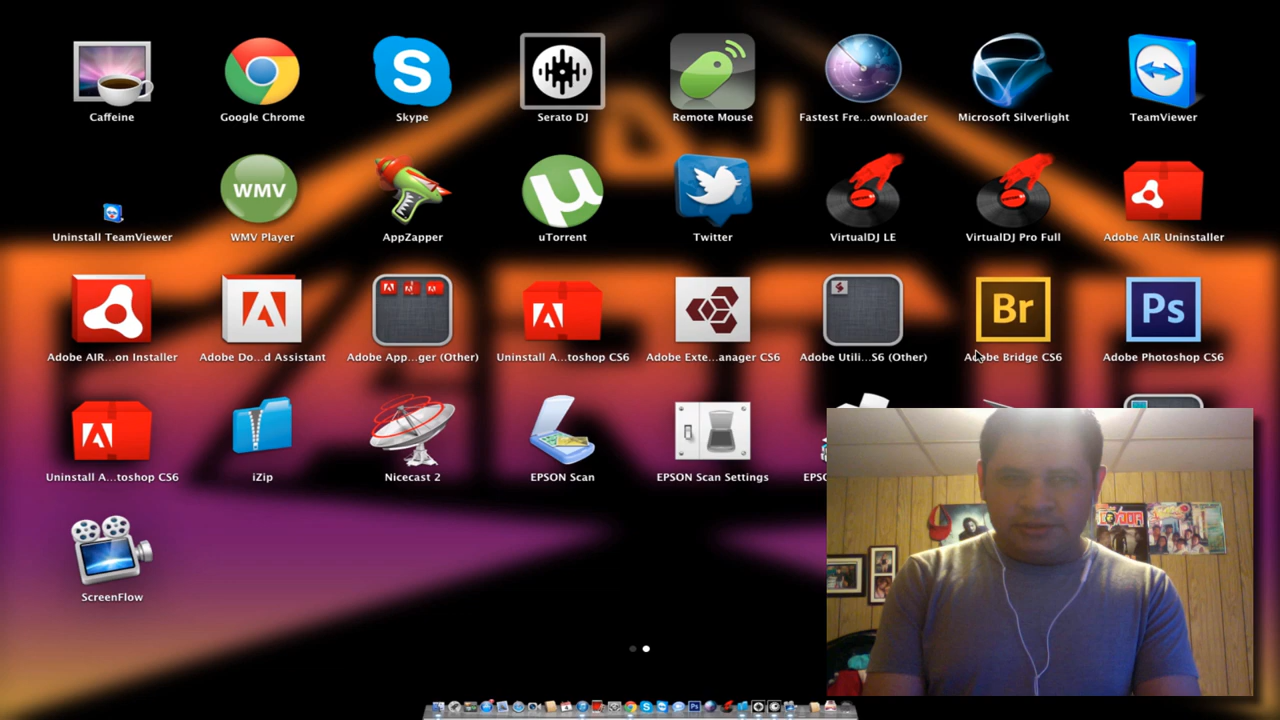 Caffeine
Google Chrome
S
Skype
Serato DJ
Remote Mouse
Fastest Fre...ownloader
Microsoft Silverlight
TeamViewer
DJ
Uninstall TeamViewer
WMV
WMV Player
AppZapper
µ
uTorrent
Twitter
VirtualDJ LE
VirtualDJ Pro Full
Adobe AIR Uninstaller
Adobe AIR...on Installer
Adobe Do...d Assistant
Adobe App...ger (Other)
Uninstall A...toshop CS6
Adobe Exte...anager CS6
Adobe Utili...S6 (Other)
Br
Adobe Bridge CS6
Ps
Adobe Photoshop CS6
Uninstall A...toshop CS6
iZip
Nicecast 2
EPSON Scan
EPSON Scan Settings
ScreenFlow